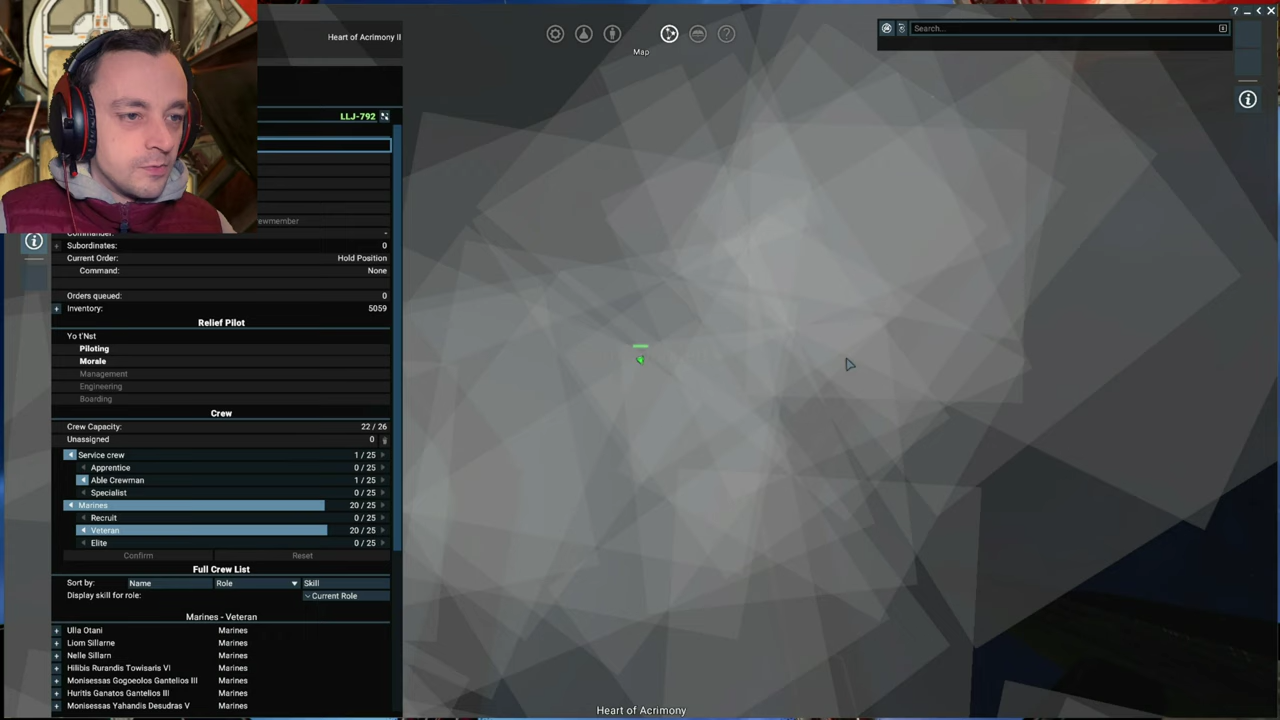 Heart of Acrimony II
Map
?
Search...
LLJ-792
Commander: -
Subordinates: 0
Current Order: Hold Position
Command: None
Orders queued: 0
Inventory: 5059
Relief Pilot
Yo t'Nst
Piloting
Morale
Management
Engineering
Boarding
Crew
Crew Capacity: 22 / 26
Unassigned 0
Service crew 1 / 25
Apprentice 0 / 25
Able Crewman 1 / 25
Specialist 0 / 25
Marines 20 / 25
Recruit 0 / 25
Veteran 20 / 25
Elite 0 / 25
Confirm Reset
Full Crew List
Sort by: Name Role Skill
Display skill for role: Current Role
Marines - Veteran
Ulla Otani Marines
Liom Sillarne Marines
Nelle Sillarn Marines
Hillibis Rurandis Towisaris VI Marines
Monisessas Gogoeolos Gantelios III Marines
Huritis Ganatos Gantelios III Marines
Monisessas Yahandis Desudras V Marines
Heart of Acrimony